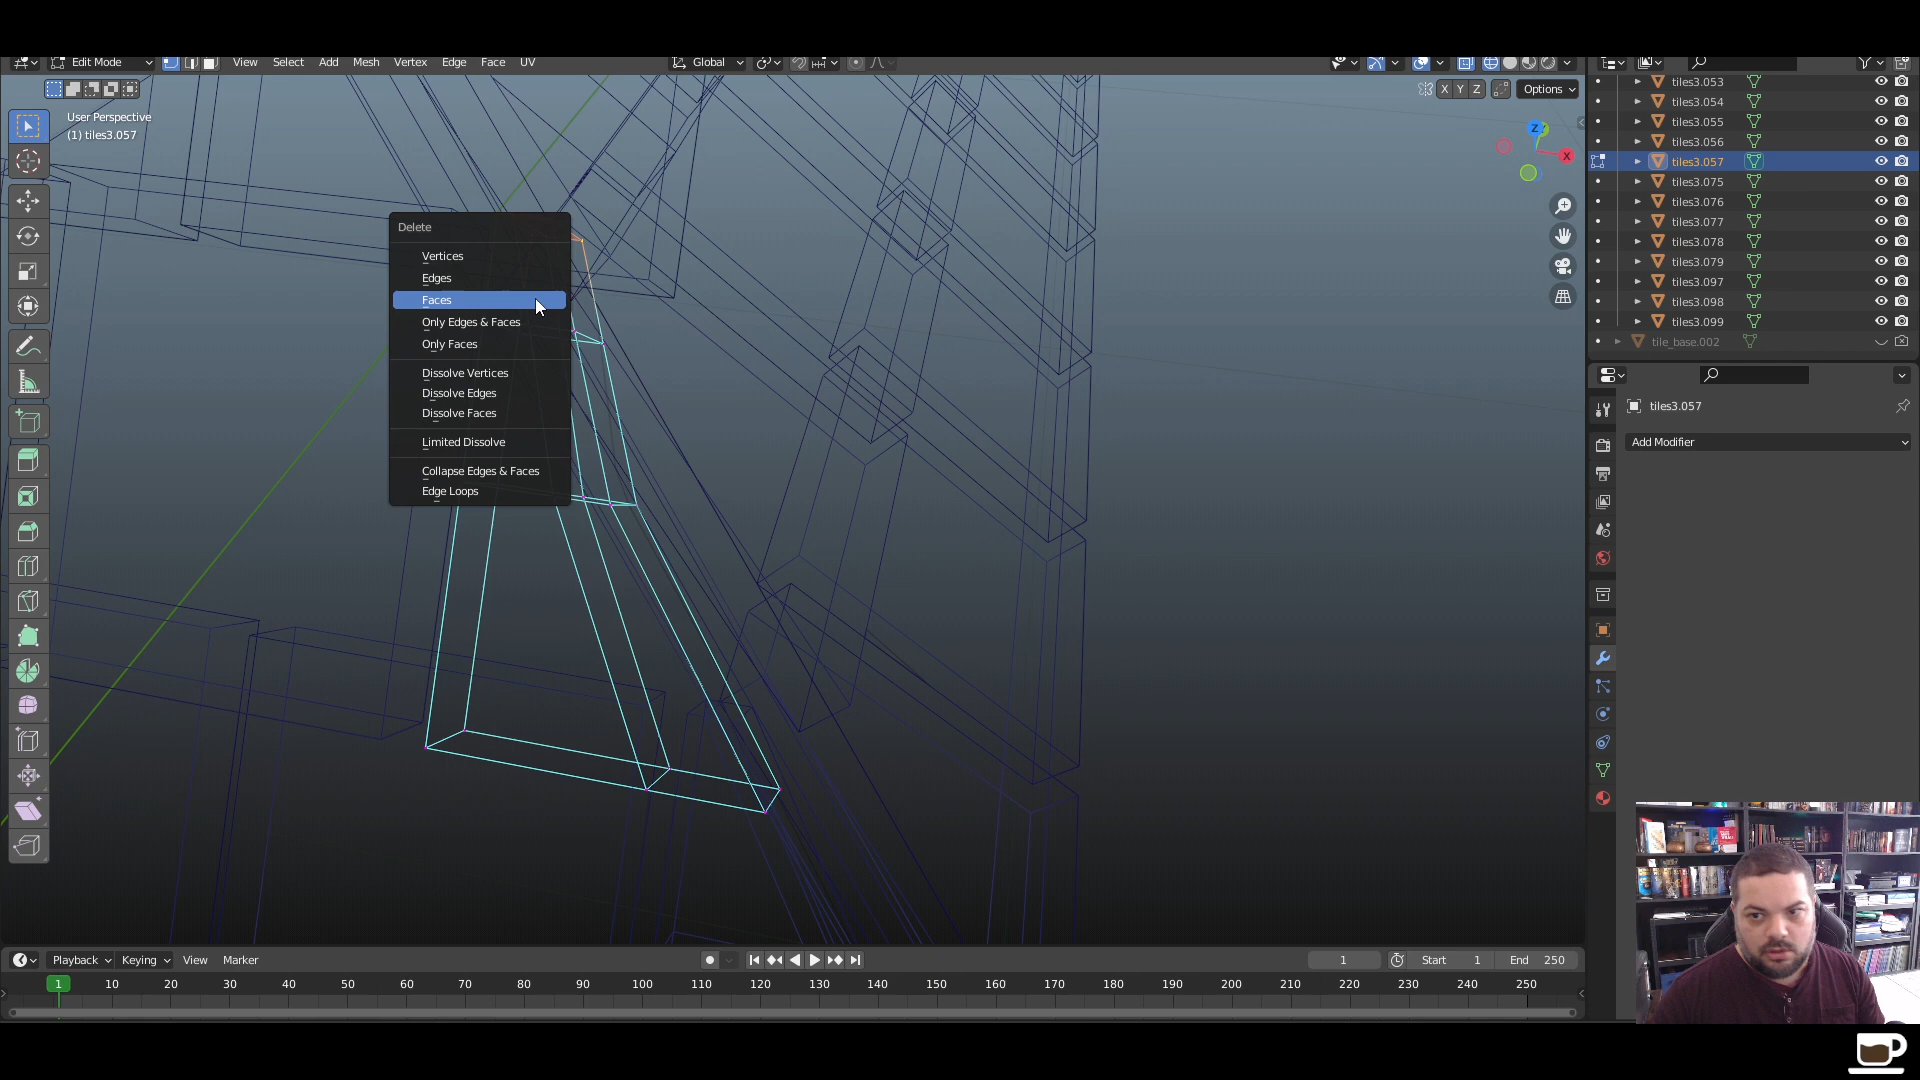 Edit Mode
View Select Add Mesh Vertex Edge Face UV
Global
X Y Z
Options
User Perspective
(1) tiles3.057
Z
X
Delete
Vertices
Edges
Faces
Only Edges & Faces
Only Faces
Dissolve Vertices
Dissolve Edges
Dissolve Faces
Limited Dissolve
Collapse Edges & Faces
Edge Loops
tiles3.053
tiles3.054
tiles3.055
tiles3.056
tiles3.057
tiles3.075
tiles3.076
tiles3.077
tiles3.078
tiles3.079
tiles3.097
tiles3.098
tiles3.099
tile_base.002
tiles3.057
Add Modifier
Playback Keying View Marker
1
Start 1 End 250
1 10 20 30 40 50 60 70 80 90 100 110 120 130 140 150 160 170 180 190 200 210 220 230 240 250